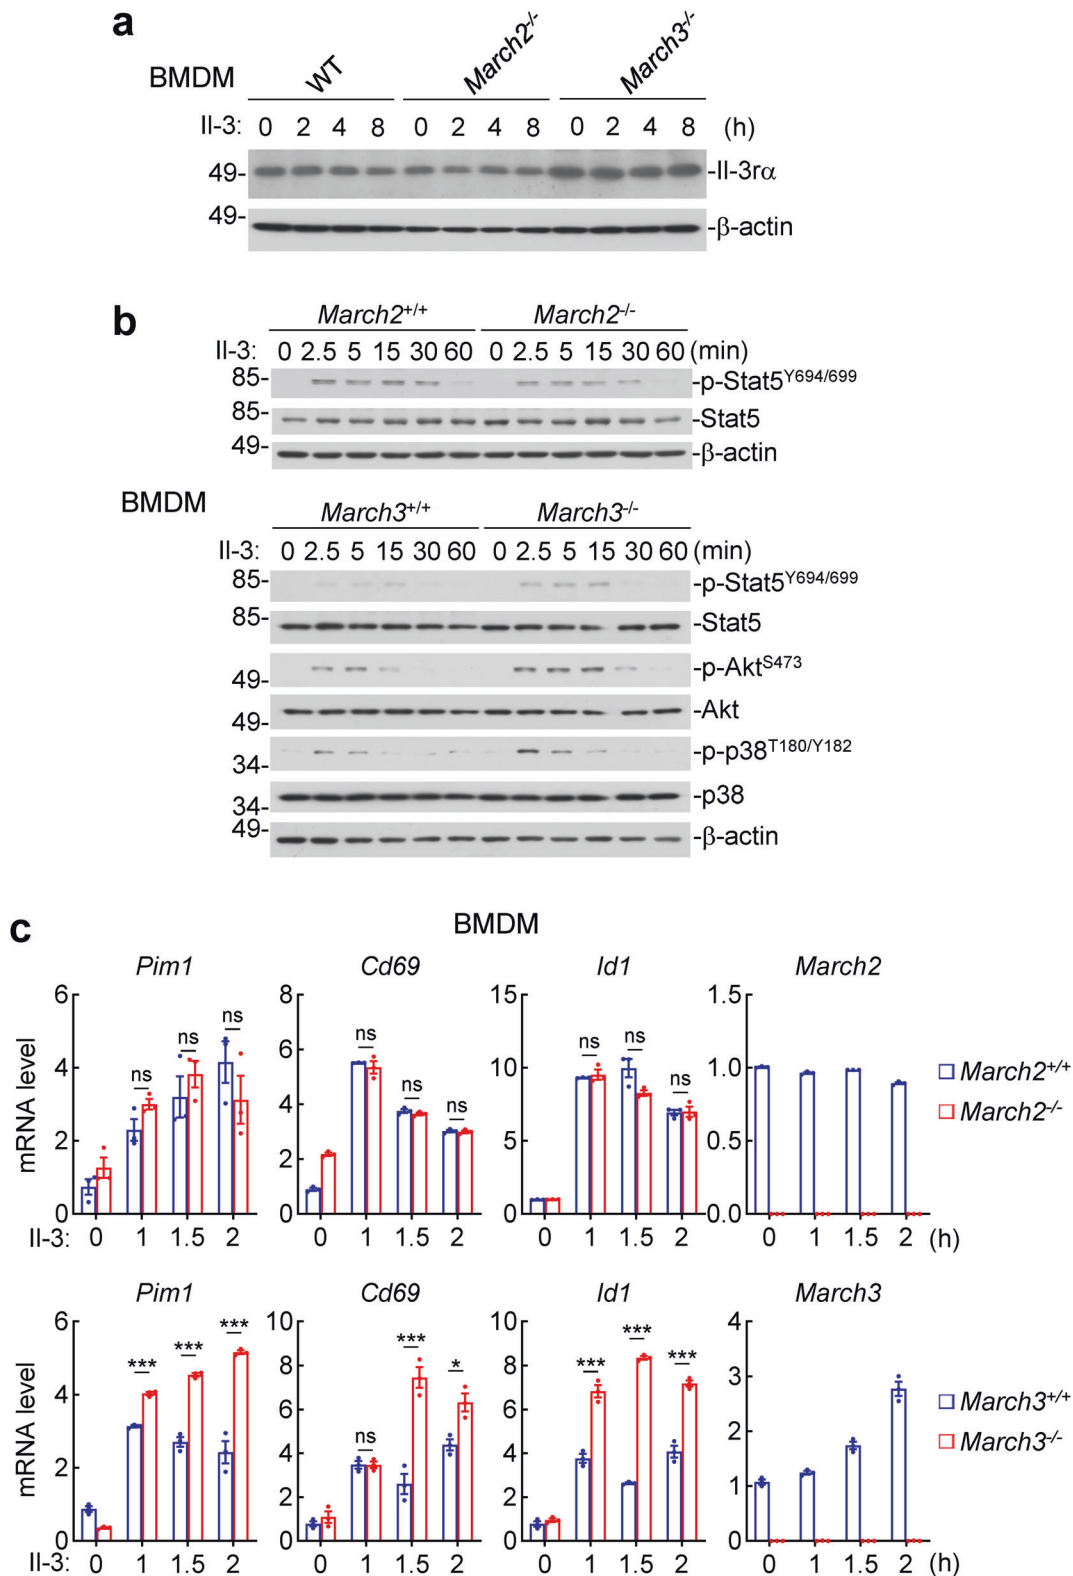 a
BMDM WT March2-/- March3-/-
Il-3: 0 2 4 8 0 2 4 8 0 2 4 8 (h)
49- -Il-3rα
49- -β-actin
b
March2+/+ March2-/-
Il-3: 0 2.5 5 15 30 60 0 2.5 5 15 30 60 (min)
85- -p-Stat5Y694/699
85- -Stat5
49- -β-actin
BMDM
March3+/+ March3-/-
Il-3: 0 2.5 5 15 30 60 0 2.5 5 15 30 60 (min)
85- -p-Stat5Y694/699
85- -Stat5
49- -p-AktS473
49- -Akt
34- -p-p38T180/Y182
34- -p38
49- -β-actin
c
BMDM
Pim1 Cd69 Id1 March2
mRNA level
6 4 2 0
ns ns ns
8 6 4 2 0
ns ns ns
15 10 5 0
ns ns ns
1.5 1.0 0.5 0.0
March2+/+
March2-/-
Il-3: 0 1 1.5 2 0 1 1.5 2 0 1 1.5 2 0 1 1.5 2 (h)
Pim1 Cd69 Id1 March3
mRNA level
6 4 2 0
*** *** ***
10 8 6 4 2 0
ns *** *
10 8 6 4 2 0
*** *** ***
4 3 2 1 0
March3+/+
March3-/-
Il-3: 0 1 1.5 2 0 1 1.5 2 0 1 1.5 2 0 1 1.5 2 (h)